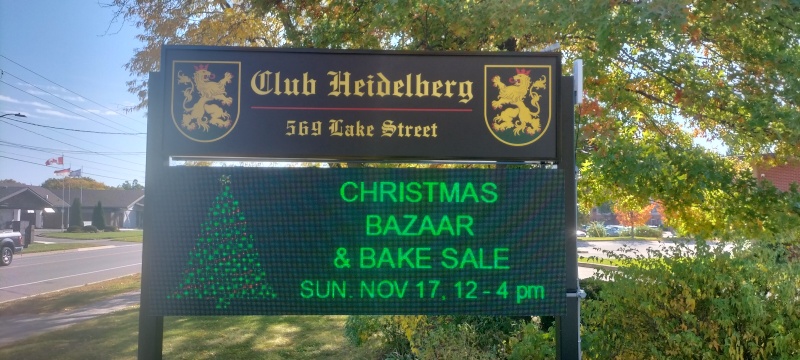 Club Heidelberg
569 Lake Street
CHRISTMAS
BAZAAR
& BAKE SALE
SUN. NOV 17, 12 - 4 pm